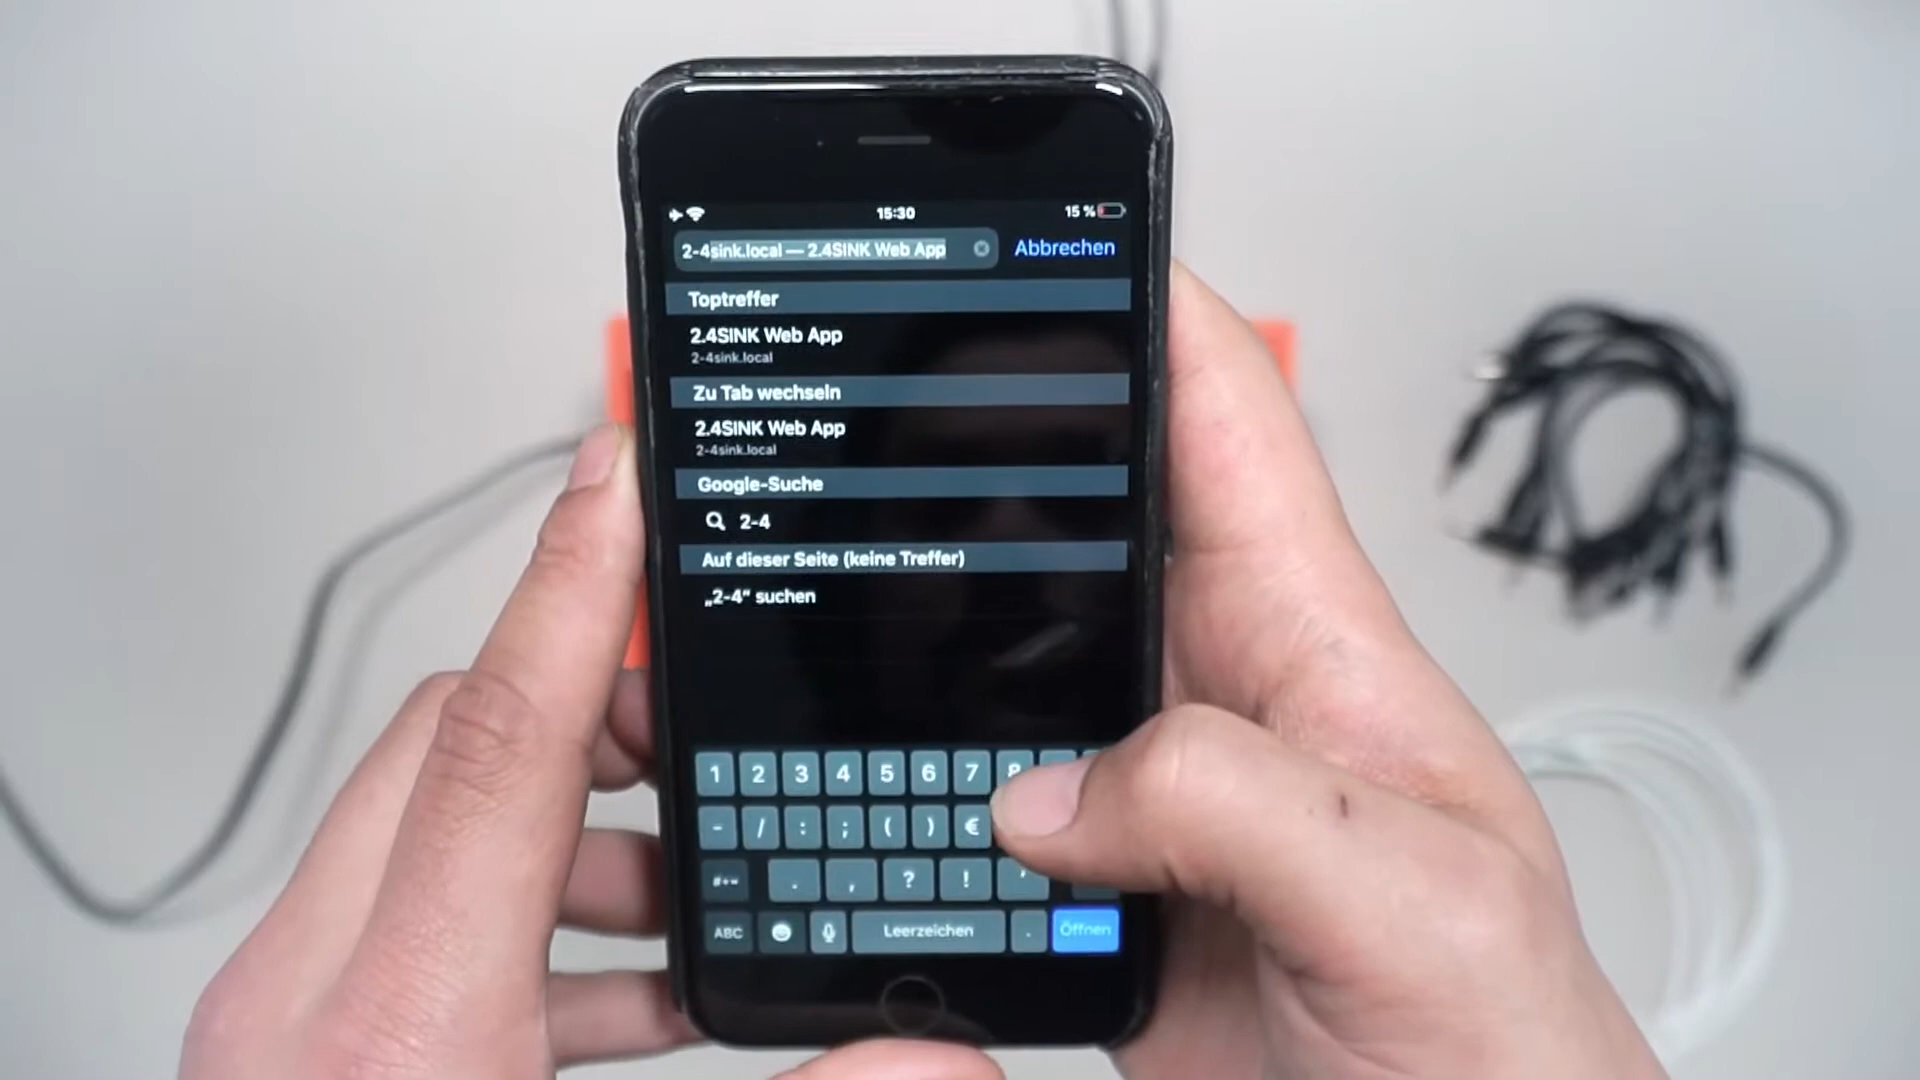 15:30
15 %
2-4sink.local — 2.4SINK Web App
Abbrechen
Toptreffer
2.4SINK Web App
2-4sink.local
Zu Tab wechseln
2.4SINK Web App
2-4sink.local
Google-Suche
2-4
Auf dieser Seite (keine Treffer)
„2-4“ suchen
1 2 3 4 5 6 7 8
- / : ; ( ) €
#+= . , ? ! '
ABC Leerzeichen . Öffnen